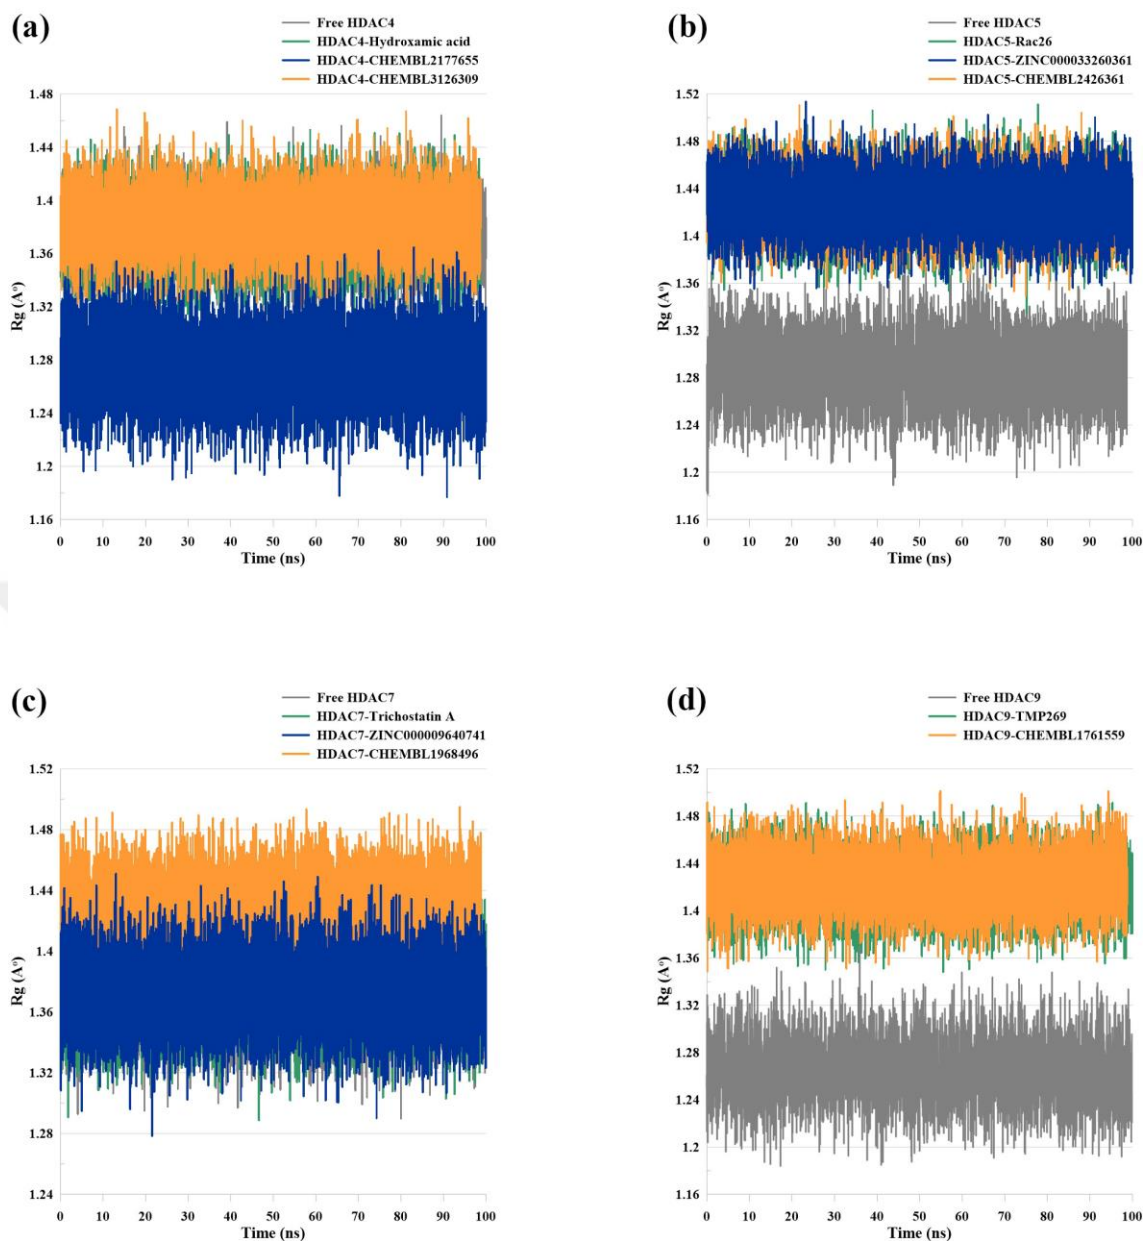 (a)
Free HDAC4
HDAC4-Hydroxamic acid
HDAC4-CHEMBL2177655
HDAC4-CHEMBL3126309
1.48
1.44
1.4
1.36
1.32
1.28
1.24
1.2
1.16
Rg (A°)
0 10 20 30 40 50 60 70 80 90 100
Time (ns)
(b)
Free HDAC5
HDAC5-Rac26
HDAC5-ZINC000033260361
HDAC5-CHEMBL2426361
1.52
1.48
1.44
1.4
1.36
1.32
1.28
1.24
1.2
1.16
Rg (A°)
0 10 20 30 40 50 60 70 80 90 100
Time (ns)
(c)
Free HDAC7
HDAC7-Trichostatin A
HDAC7-ZINC000009640741
HDAC7-CHEMBL1968496
1.52
1.48
1.44
1.4
1.36
1.32
1.28
1.24
Rg (A°)
0 10 20 30 40 50 60 70 80 90 100
Time (ns)
(d)
Free HDAC9
HDAC9-TMP269
HDAC9-CHEMBL1761559
1.52
1.48
1.44
1.4
1.36
1.32
1.28
1.24
1.2
1.16
Rg (A°)
0 10 20 30 40 50 60 70 80 90 100
Time (ns)